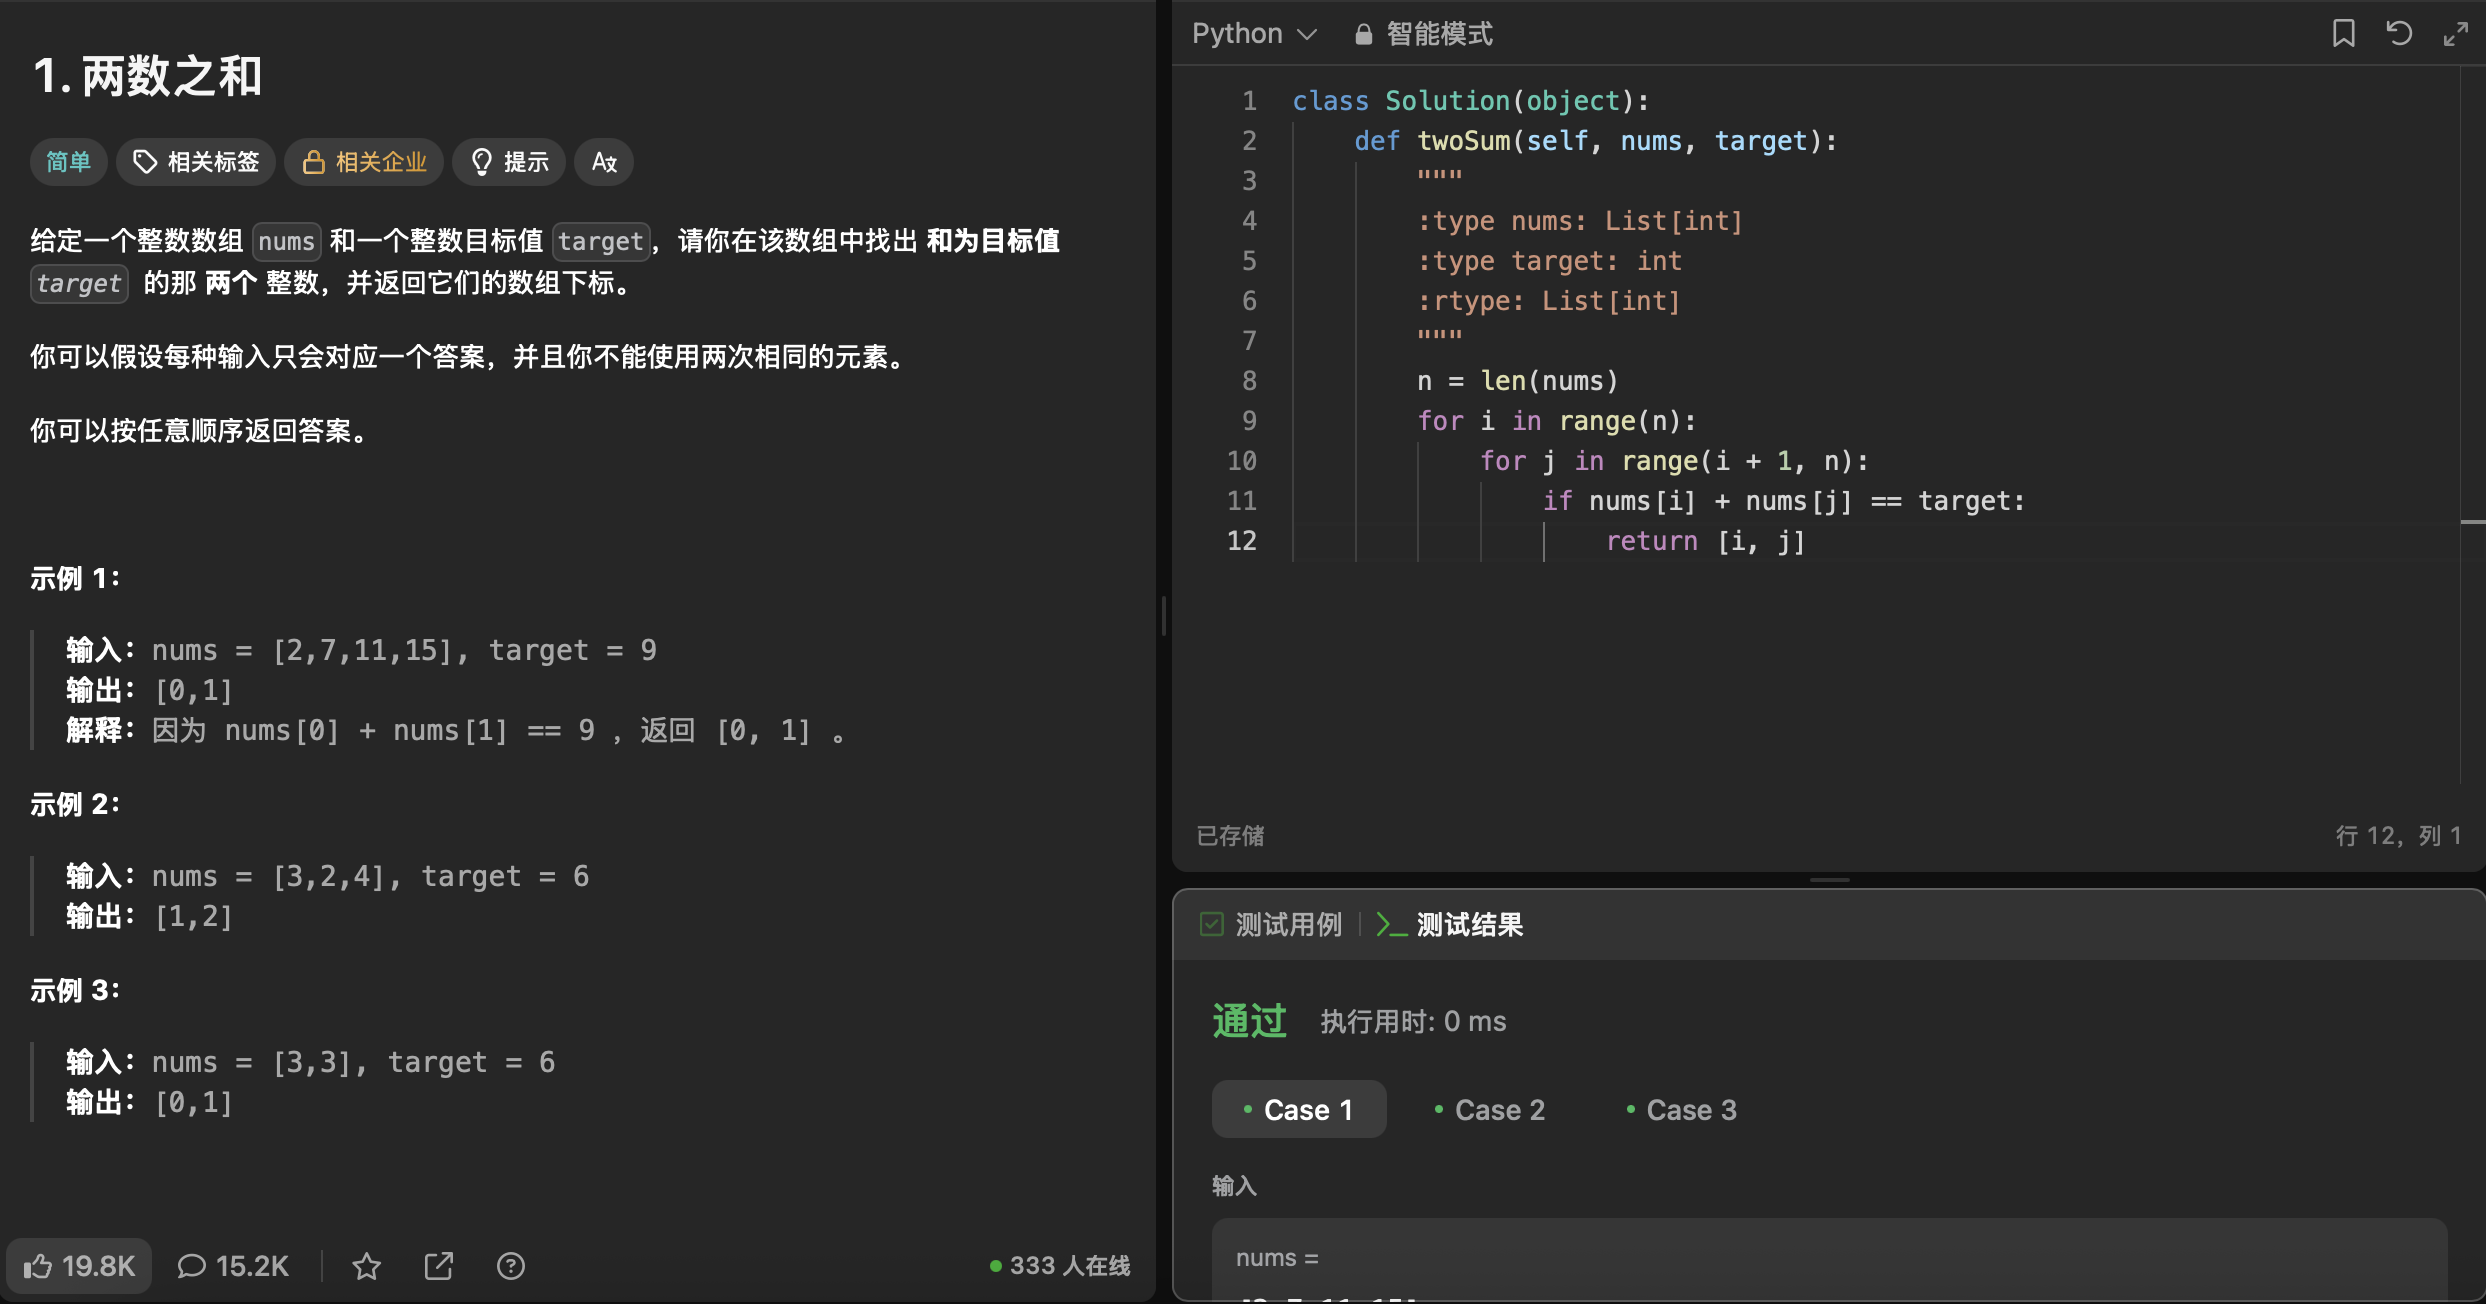 1. 两数之和
简单 相关标签 相关企业 提示
给定一个整数数组 nums 和一个整数目标值 target，请你在该数组中找出 和为目标值
target 的那 两个 整数，并返回它们的数组下标。
你可以假设每种输入只会对应一个答案，并且你不能使用两次相同的元素。
你可以按任意顺序返回答案。
示例 1：
输入：nums = [2,7,11,15], target = 9
输出：[0,1]
解释：因为 nums[0] + nums[1] == 9 ，返回 [0, 1] 。
示例 2：
输入：nums = [3,2,4], target = 6
输出：[1,2]
示例 3：
输入：nums = [3,3], target = 6
输出：[0,1]
19.8K 15.2K 333 人在线
Python 智能模式
1 class Solution(object):
2     def twoSum(self, nums, target):
3         """
4         :type nums: List[int]
5         :type target: int
6         :rtype: List[int]
7         """
8         n = len(nums)
9         for i in range(n):
10             for j in range(i + 1, n):
11                 if nums[i] + nums[j] == target:
12                     return [i, j]
已存储 行 12，列 1
测试用例 测试结果
通过 执行用时: 0 ms
Case 1 Case 2 Case 3
输入
nums =